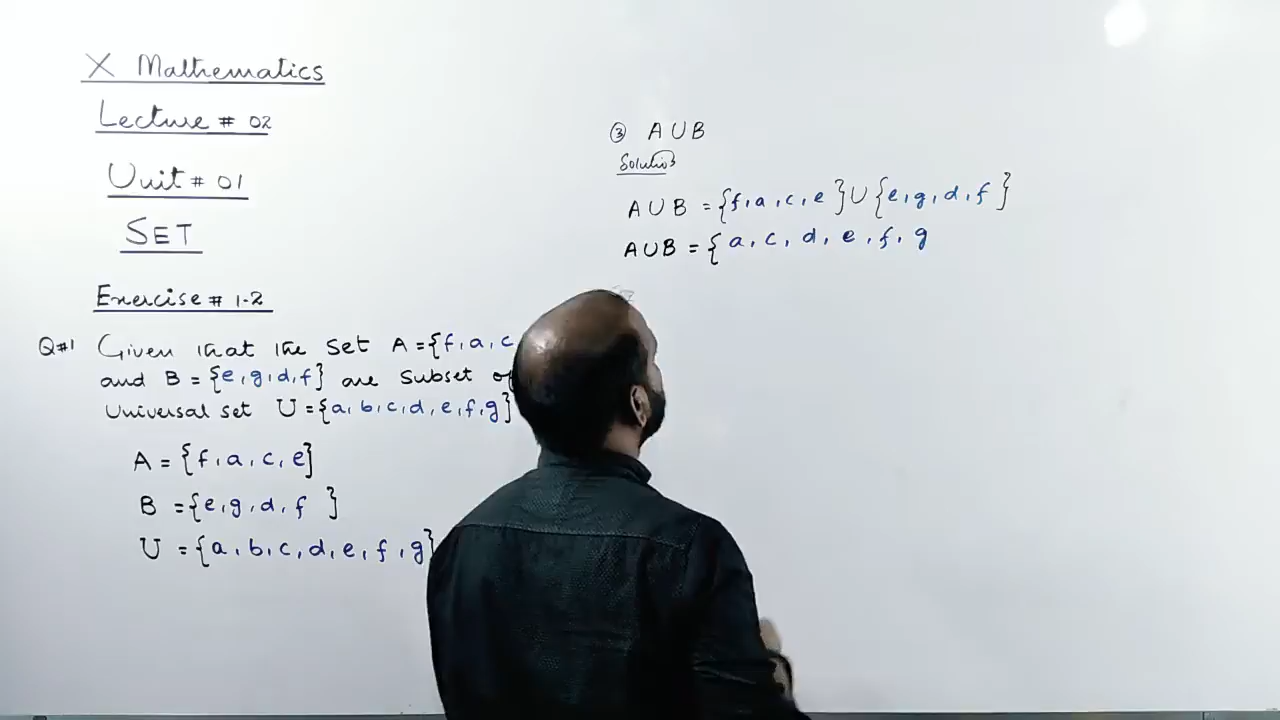 X Mathematics
Lecture # 02
Unit # 01
SET
Exercise # 1-2
Q#1 Given that the set A = {f, a, c
and B = {e, g, d, f} are subset of
Universal set U = {a, b, c, d, e, f, g}
A = {f, a, c, e}
B = {e, g, d, f }
U = {a, b, c, d, e, f, g}
③ A U B
Solution
A U B = {f, a, c, e } U {e, g, d, f }
A U B = { a, c, d, e, f, g